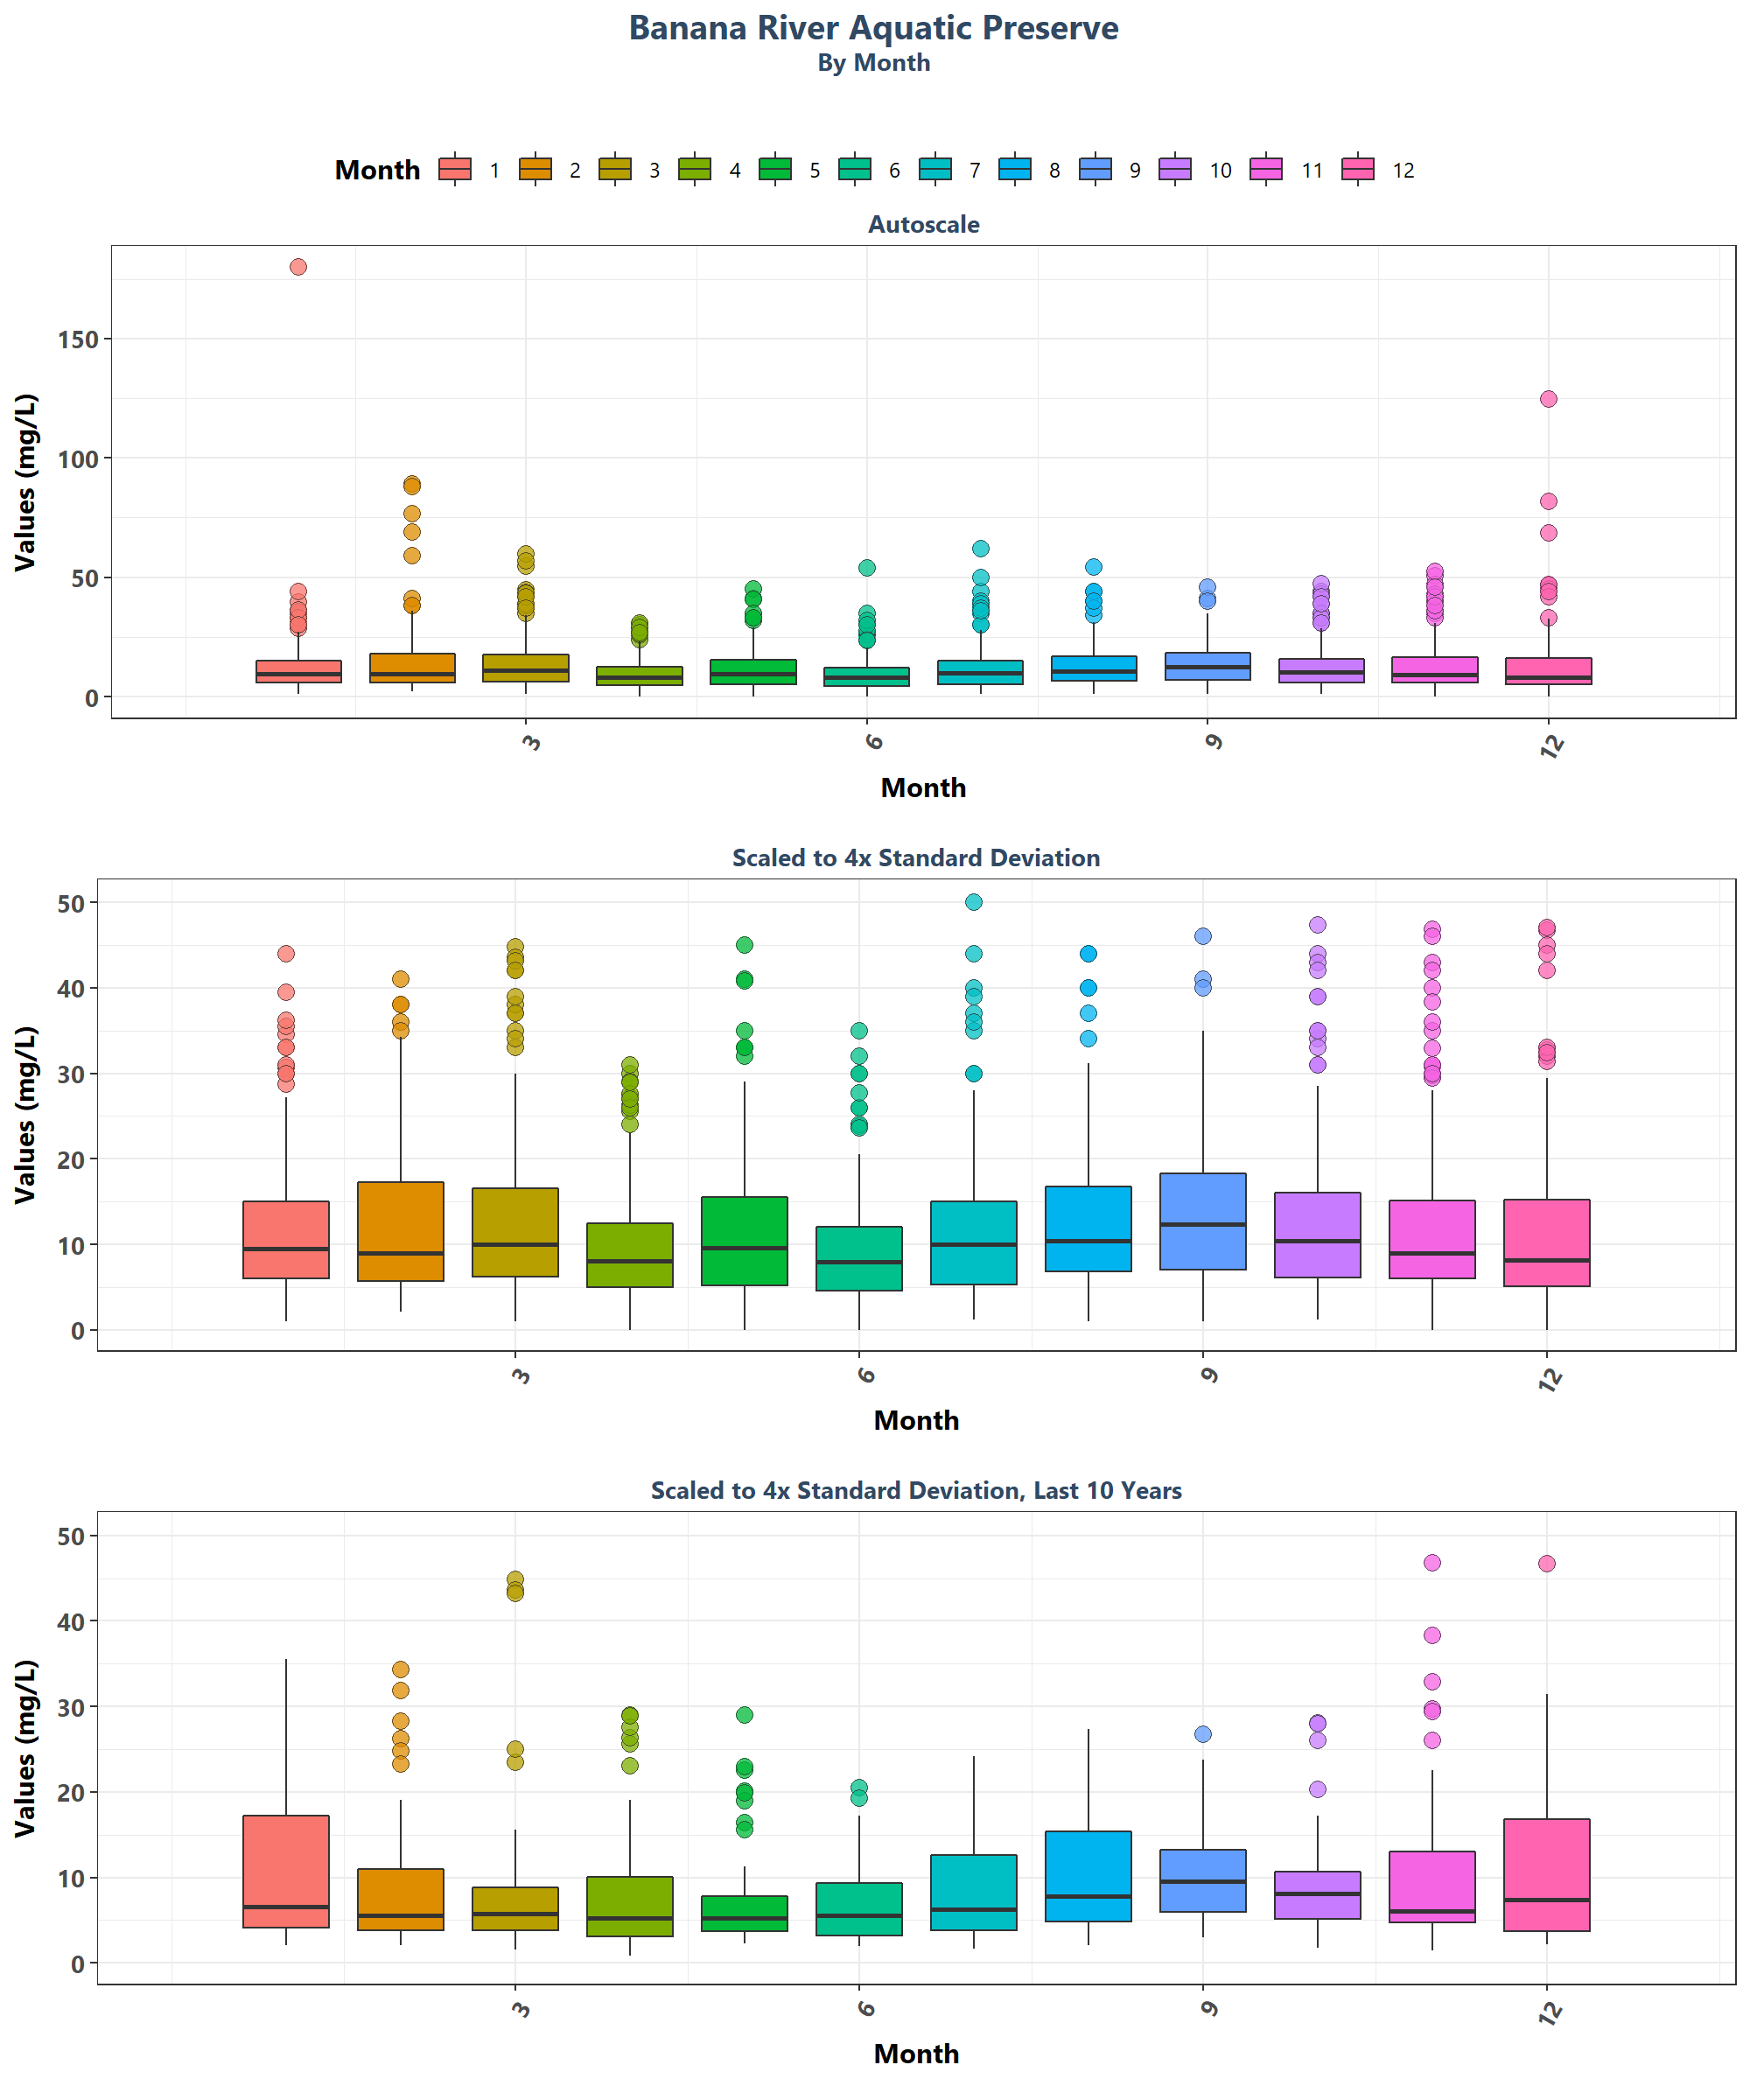 Banana River Aquatic Preserve
By Month
Month 1 2 3 4 5 6 7 8 9 10 11 12
Autoscale
Values (mg/L)
150
100
50
0
3 6 9 12
Month
Scaled to 4x Standard Deviation
Values (mg/L)
50
40
30
20
10
0
3 6 9 12
Month
Scaled to 4x Standard Deviation, Last 10 Years
Values (mg/L)
50
40
30
20
10
0
3 6 9 12
Month